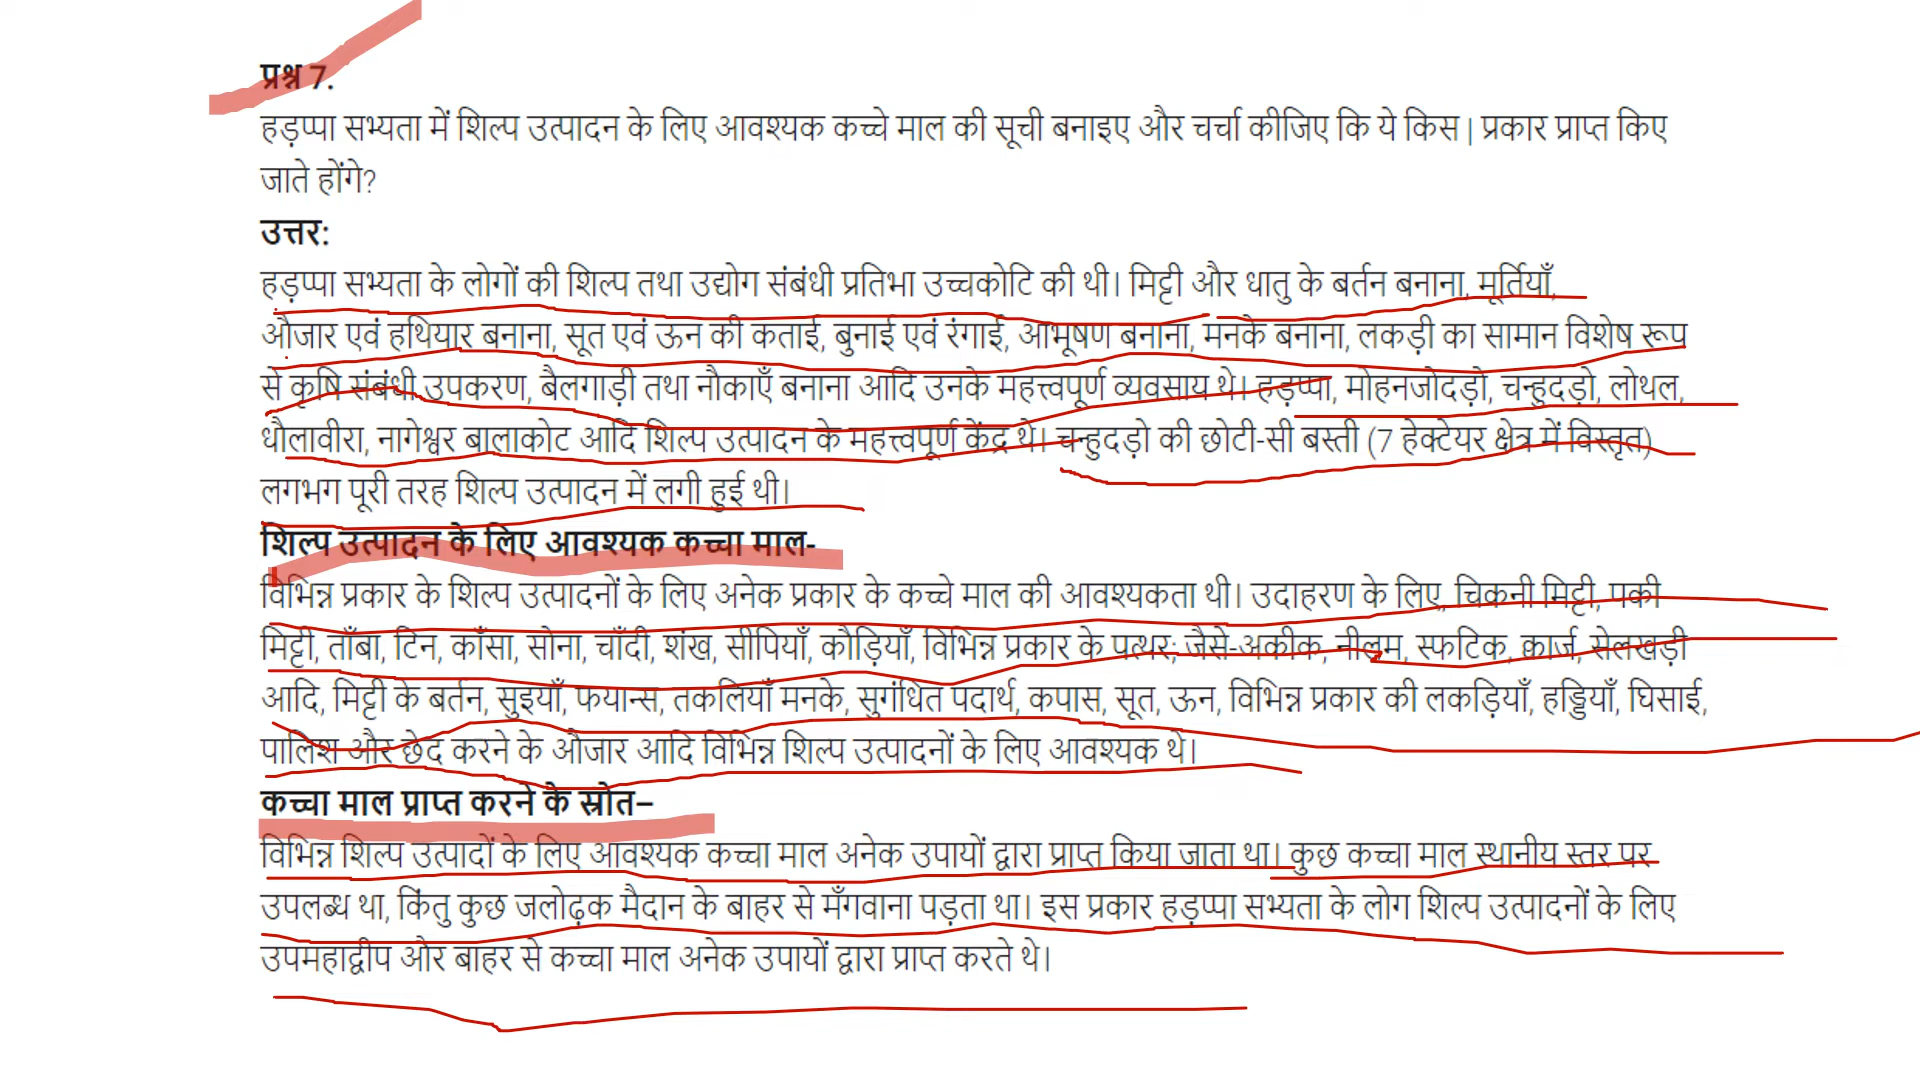 प्रश्न 7.
हड़प्पा सभ्यता में शिल्प उत्पादन के लिए आवश्यक कच्चे माल की सूची बनाइए और चर्चा कीजिए कि ये किस | प्रकार प्राप्त किए
जाते होंगे?
उत्तर:
हड़प्पा सभ्यता के लोगों की शिल्प तथा उद्योग संबंधी प्रतिभा उच्चकोटि की थी। मिट्टी और धातु के बर्तन बनाना, मूर्तियाँ,
औजार एवं हथियार बनाना, सूत एवं ऊन की कताई, बुनाई एवं रंगाई, आभूषण बनाना, मनके बनाना, लकड़ी का सामान विशेष रूप
से कृषि संबंधी उपकरण, बैलगाड़ी तथा नौकाएँ बनाना आदि उनके महत्त्वपूर्ण व्यवसाय थे। हड़प्पा, मोहनजोदड़ो, चन्हुदड़ो, लोथल,
धौलावीरा, नागेश्वर बालाकोट आदि शिल्प उत्पादन के महत्त्वपूर्ण केंद्र थे। चन्हुदड़ो की छोटी-सी बस्ती (7 हेक्टेयर क्षेत्र में विस्तृत)
लगभग पूरी तरह शिल्प उत्पादन में लगी हुई थी।
शिल्प उत्पादन के लिए आवश्यक कच्चा माल-
विभिन्न प्रकार के शिल्प उत्पादनों के लिए अनेक प्रकार के कच्चे माल की आवश्यकता थी। उदाहरण के लिए, चिकनी मिट्टी, पकी
मिट्टी, ताँबा, टिन, काँसा, सोना, चाँदी, शंख, सीपियाँ, कौड़ियाँ, विभिन्न प्रकार के पत्थर; जैसे-अकीक, नीलम, स्फटिक, क्वार्ज, सेलखड़ी
आदि, मिट्टी के बर्तन, सुइयाँ, फयान्स, तकलियाँ मनके, सुगंधित पदार्थ, कपास, सूत, ऊन, विभिन्न प्रकार की लकड़ियाँ, हड्डियाँ, घिसाई,
पालिश और छेद करने के औजार आदि विभिन्न शिल्प उत्पादनों के लिए आवश्यक थे।
कच्चा माल प्राप्त करने के स्रोत–
विभिन्न शिल्प उत्पादों के लिए आवश्यक कच्चा माल अनेक उपायों द्वारा प्राप्त किया जाता था। कुछ कच्चा माल स्थानीय स्तर पर
उपलब्ध था, किंतु कुछ जलोढ़क मैदान के बाहर से मँगवाना पड़ता था। इस प्रकार हड़प्पा सभ्यता के लोग शिल्प उत्पादनों के लिए
उपमहाद्वीप और बाहर से कच्चा माल अनेक उपायों द्वारा प्राप्त करते थे।